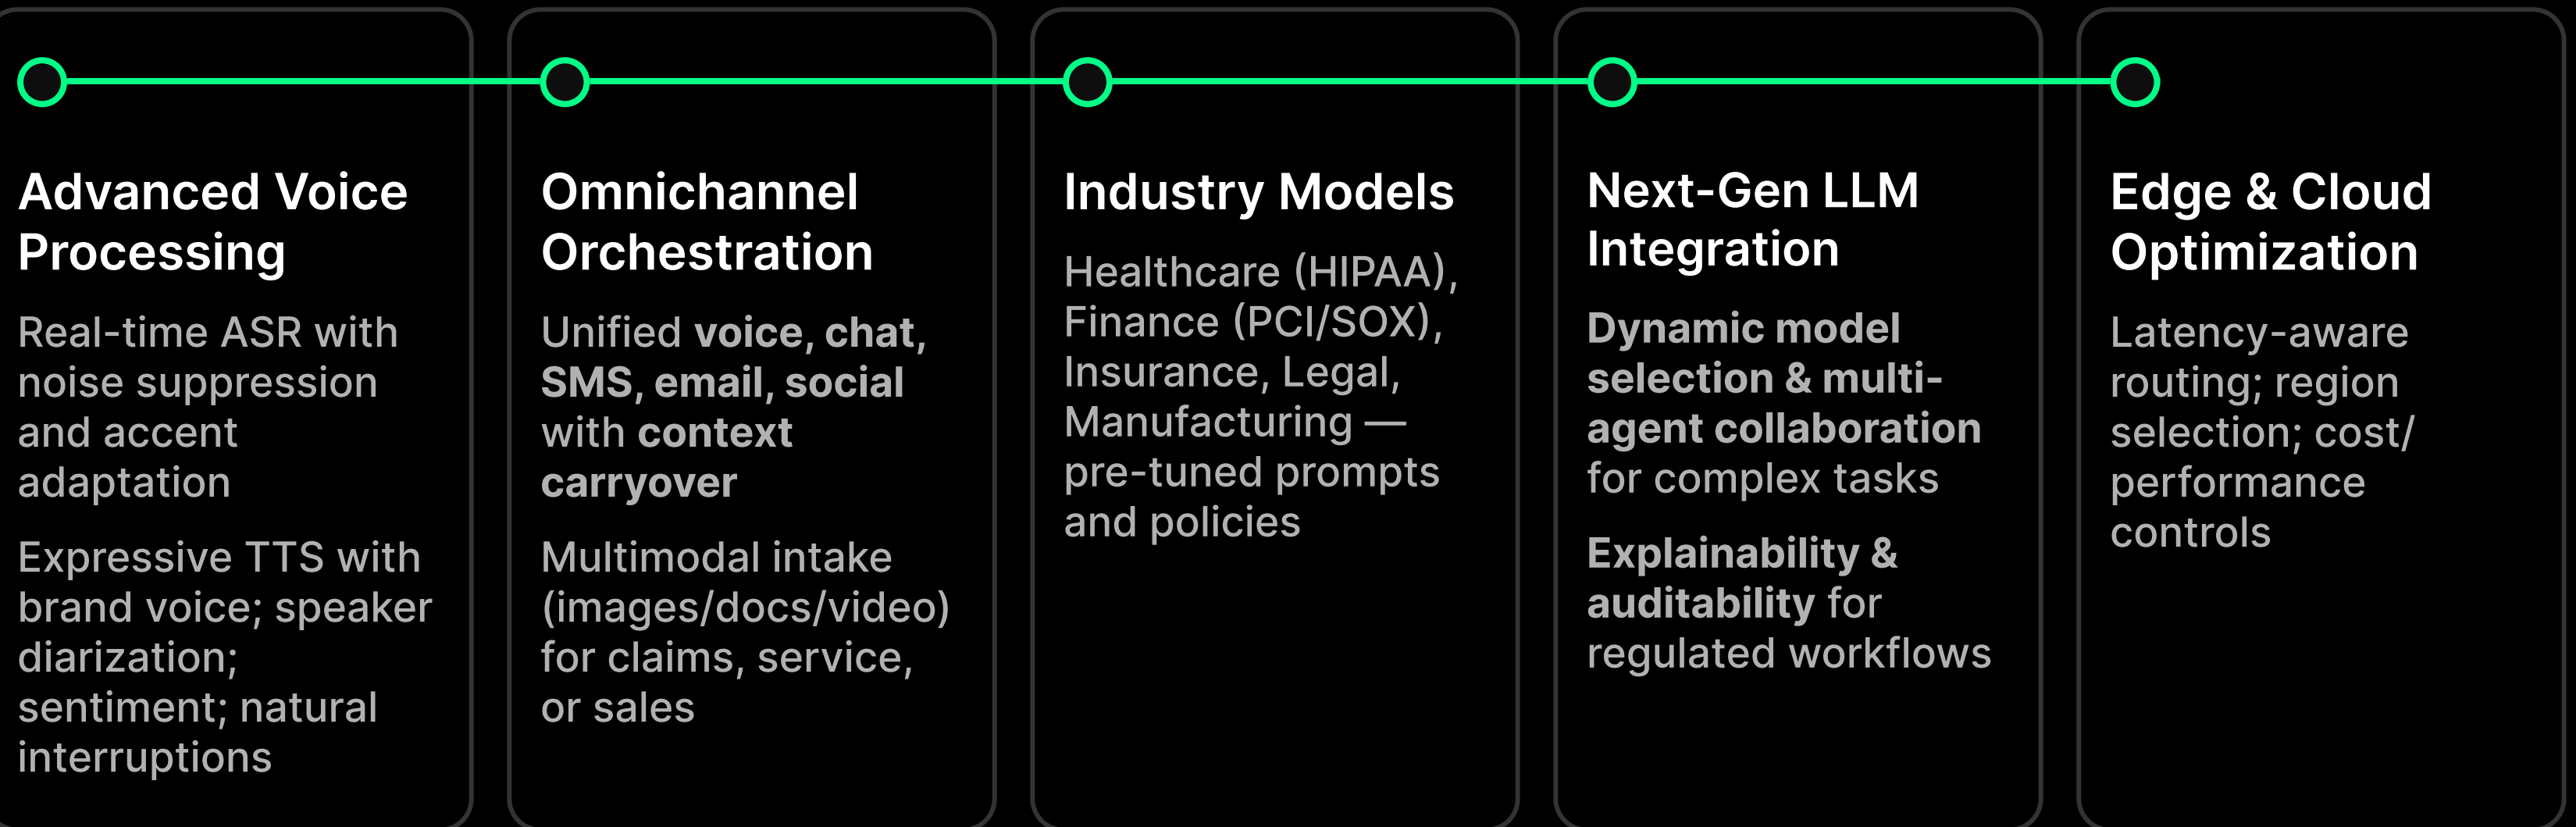 Advanced Voice
Processing
Real-time ASR with
noise suppression
and accent
adaptation
Expressive TTS with
brand voice; speaker
diarization;
sentiment; natural
interruptions
Omnichannel
Orchestration
Unified voice, chat,
SMS, email, social
with context
carryover
Multimodal intake
(images/docs/video)
for claims, service,
or sales
Industry Models
Healthcare (HIPAA),
Finance (PCI/SOX),
Insurance, Legal,
Manufacturing —
pre-tuned prompts
and policies
Next-Gen LLM
Integration
Dynamic model
selection & multi-
agent collaboration
for complex tasks
Explainability &
auditability for
regulated workflows
Edge & Cloud
Optimization
Latency-aware
routing; region
selection; cost/
performance
controls